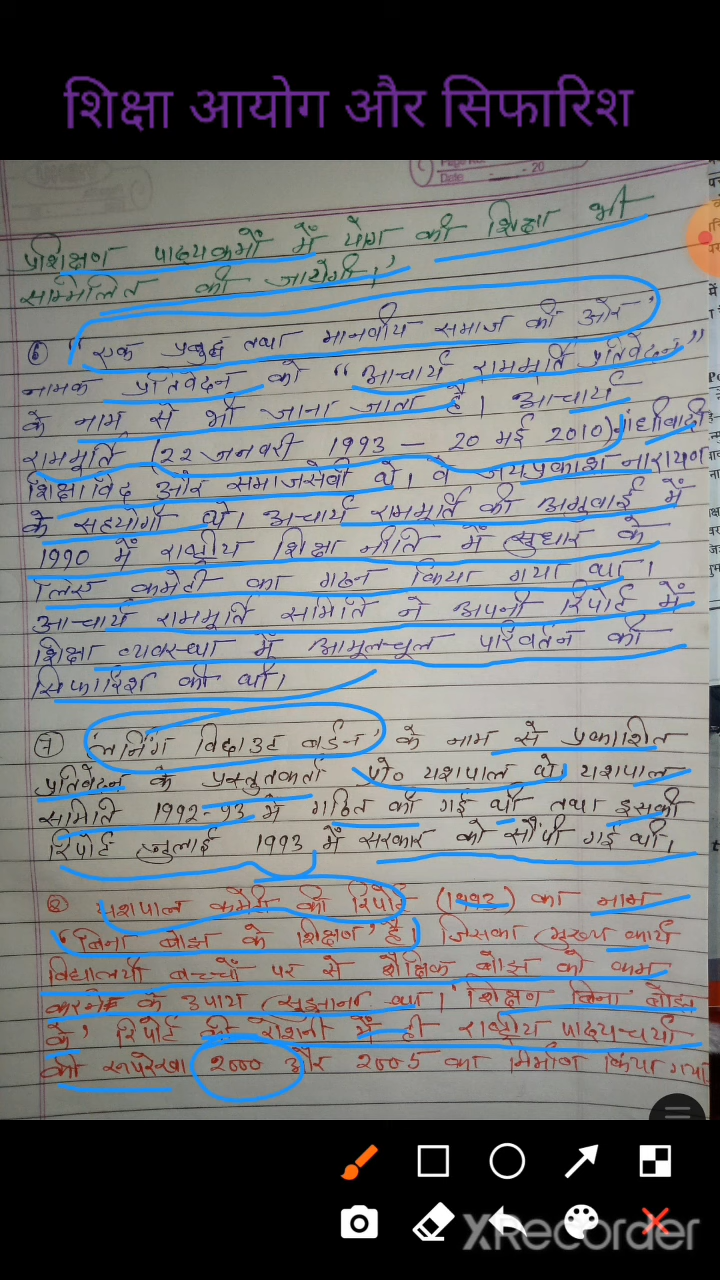 शिक्षा आयोग और सिफारिश
Date 20
प्रशिक्षण पाठ्यक्रमों में योग की शिक्षा भी
सम्मिलित की जायेगी।'
⑥ "एक प्रबुद्ध तथा मानवीय समाज की ओर'
नामक प्रतिवेदन को "आचार्य राममूर्ति प्रतिवेदन"
के नाम से भी जाना जाता है। आचार्य
राममूर्ति (22 जनवरी 1993 – 20 मई 2010) गांधीवादी
शिक्षाविद् और समाजसेवी थे। वे जयप्रकाश नारायण
के सहयोगी थे। आचार्य राममूर्ति की अगुवाई में
1990 में राष्ट्रीय शिक्षा नीति में सुधार के
लिए कमेटी का गठन किया गया था।
आचार्य राममूर्ति समिति ने अपनी रिपोर्ट में
शिक्षा व्यवस्था में आमूलचूल परिवर्तन की
सिफारिश की थी।
⑦ 'लर्निंग विदाउट बर्डन' के नाम से प्रकाशित
प्रतिवेदन के प्रस्तुतकर्ता प्रो० यशपाल थे। यशपाल
समिति 1992-93 में गठित की गई थी तथा इसकी
रिपोर्ट जुलाई 1993 में सरकार को सौंपी गई थी।
⑧ यशपाल कमेटी की रिपोर्ट (1993) का नाम
'बिना बोझ के शिक्षण' है। जिसका मुख्य कार्य
विद्यालयी बच्चों पर से शैक्षिक बोझ को कम
करने के उपाय सुझाना था। 'शिक्षण बिना बोझ
के' रिपोर्ट की रोशनी में ही राष्ट्रीय पाठ्यचर्या
की रूपरेखा 2000 और 2005 का निर्माण किया गया
XRecorder